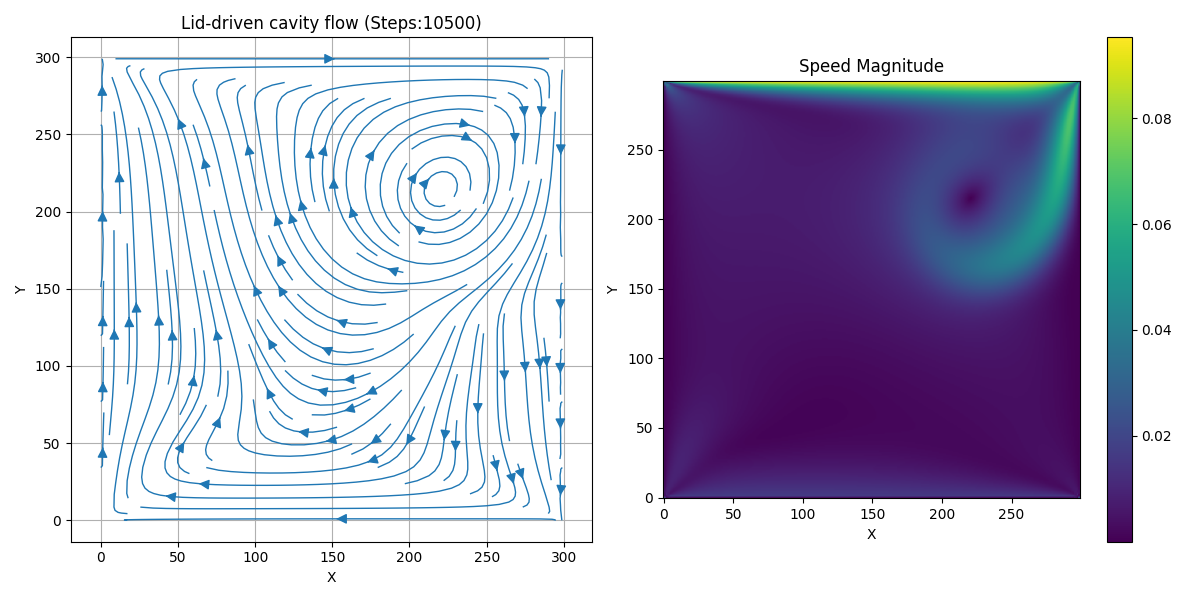 Lid-driven cavity flow (Steps:10500)
Y
300
250
200
150
100
50
0
0 50 100 150 200 250 300
X
Speed Magnitude
Y
250
200
150
100
50
0
0 50 100 150 200 250
X
0.08
0.06
0.04
0.02